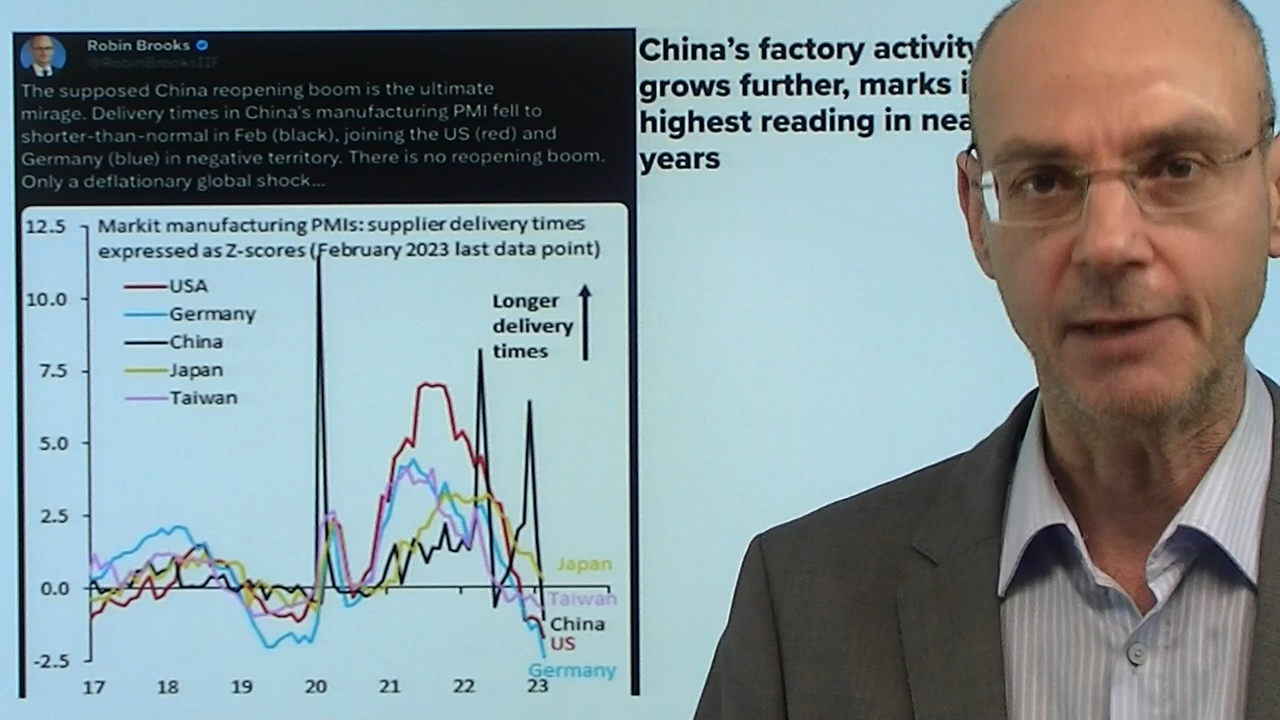 Robin Brooks
@RobinBrooksIIF
The supposed China reopening boom is the ultimate
mirage. Delivery times in China's manufacturing PMI fell to
shorter-than-normal in Feb (black), joining the US (red) and
Germany (blue) in negative territory. There is no reopening boom.
Only a deflationary global shock...
China's factory activity
grows further, marks i
highest reading in nea
years
Markit manufacturing PMIs: supplier delivery times
expressed as Z-scores (February 2023 last data point)
12.5
10.0
7.5
5.0
2.5
0.0
-2.5
USA
Germany
China
Japan
Taiwan
Longer
delivery
times
Japan
Taiwan
China
US
Germany
17 18 19 20 21 22 23